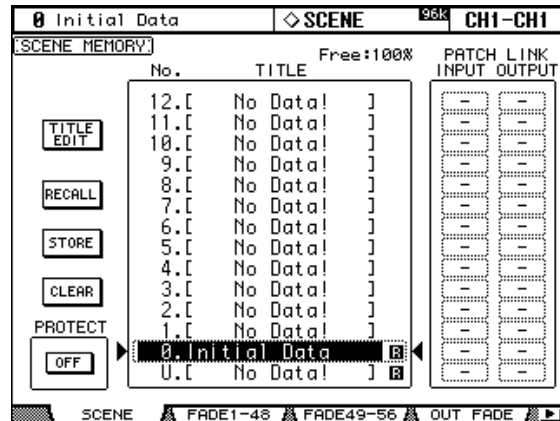 0 Initial Data ◇SCENE 96k CH1-CH1
SCENE MEMORY
Free:100% PATCH LINK
No. TITLE INPUT OUTPUT
12.[ No Data! ] - -
TITLE EDIT
11.[ No Data! ] - -
10.[ No Data! ] - -
9.[ No Data! ] - -
RECALL
8.[ No Data! ] - -
7.[ No Data! ] - -
6.[ No Data! ] - -
STORE
5.[ No Data! ] - -
4.[ No Data! ] - -
CLEAR
3.[ No Data! ] - -
2.[ No Data! ] - -
PROTECT
1.[ No Data! ] - -
OFF
0.Initial Data R - -
U.[ No Data! ] R - -
SCENE FADE1-48 FADE49-56 OUT FADE